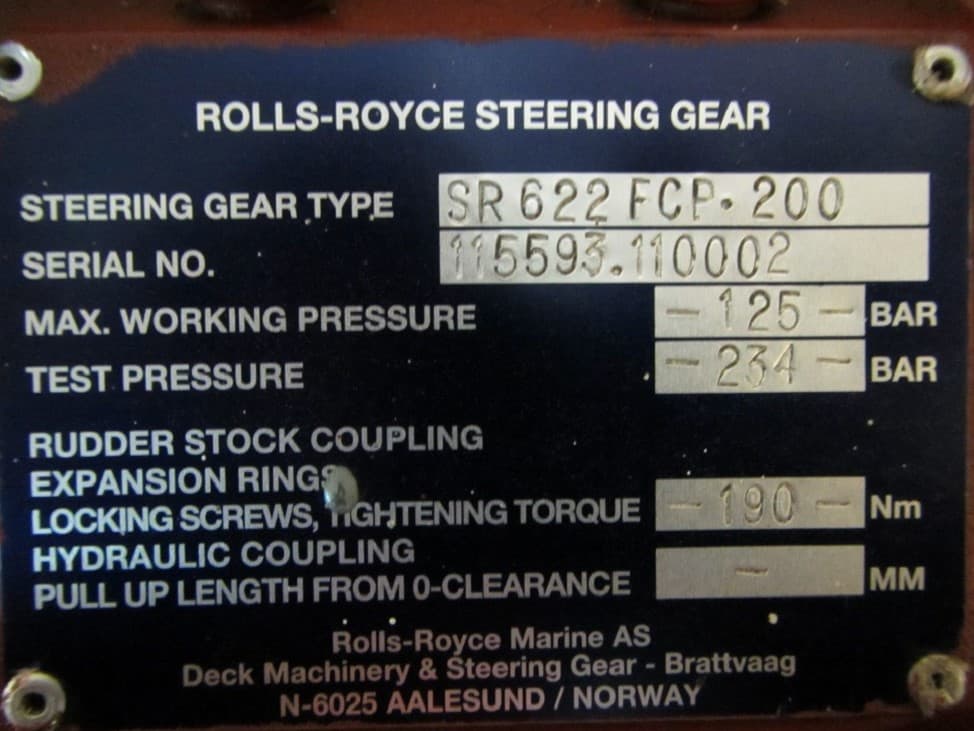 ROLLS-ROYCE STEERING GEAR
STEERING GEAR TYPE SR 622 FCP. 200
SERIAL NO. 115593.110002
MAX. WORKING PRESSURE - 125 - BAR
TEST PRESSURE - 234 - BAR
RUDDER STOCK COUPLING
EXPANSION RINGS
LOCKING SCREWS, TIGHTENING TORQUE - 190 - Nm
HYDRAULIC COUPLING
PULL UP LENGTH FROM 0-CLEARANCE - MM
Rolls-Royce Marine AS
Deck Machinery & Steering Gear - Brattvaag
N-6025 AALESUND / NORWAY